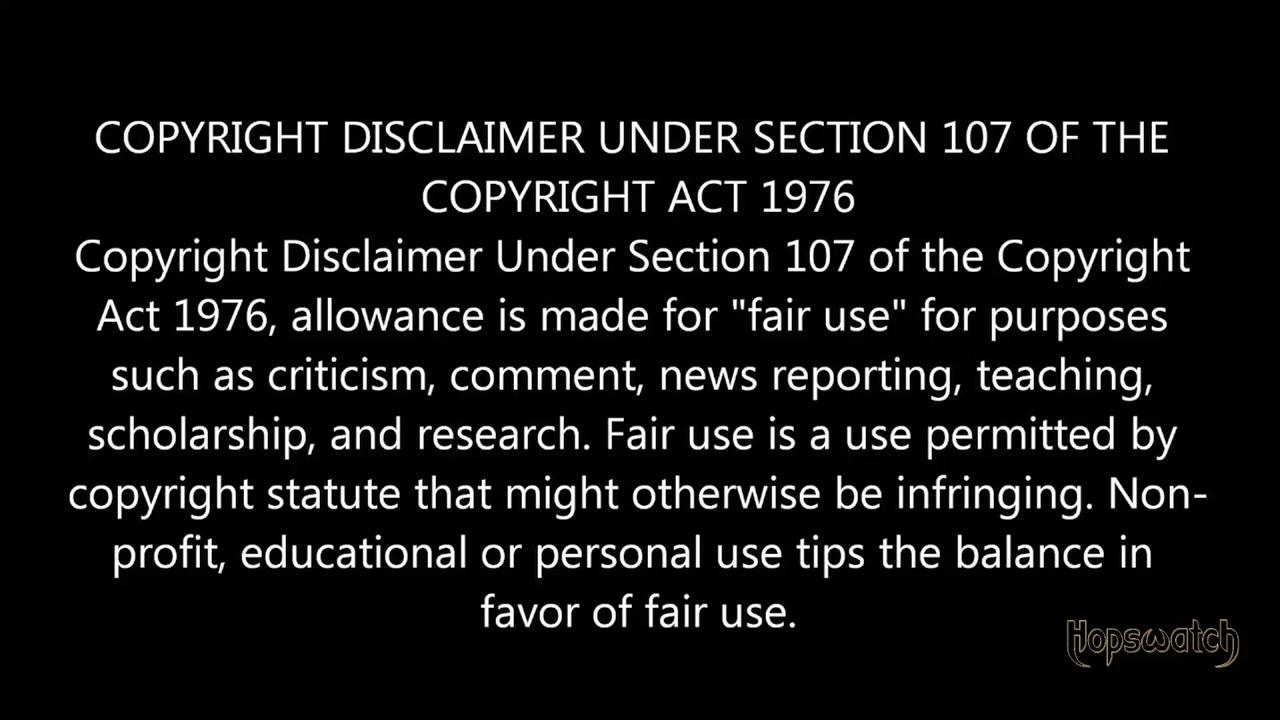 COPYRIGHT DISCLAIMER UNDER SECTION 107 OF THE
COPYRIGHT ACT 1976
Copyright Disclaimer Under Section 107 of the Copyright
Act 1976, allowance is made for "fair use" for purposes
such as criticism, comment, news reporting, teaching,
scholarship, and research. Fair use is a use permitted by
copyright statute that might otherwise be infringing. Non-
profit, educational or personal use tips the balance in
favor of fair use.
Hopswatch